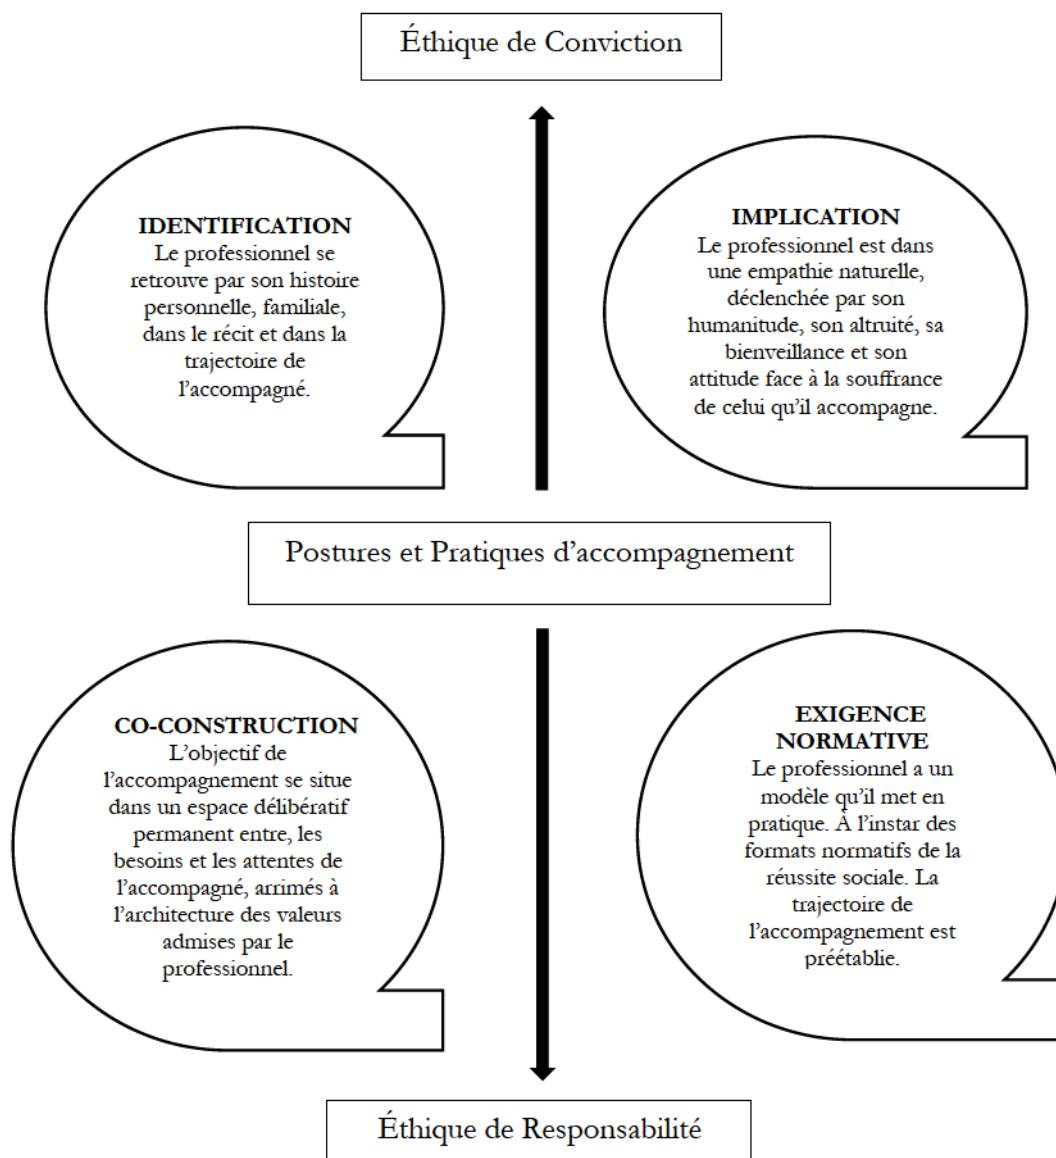 Éthique de Conviction
IDENTIFICATION
Le professionnel se
retrouve par son histoire
personnelle, familiale,
dans le récit et dans la
trajectoire de
l’accompagné.
IMPLICATION
Le professionnel est dans
une empathie naturelle,
déclenchée par son
humanitude, son altruité, sa
bienveillance et son
attitude face à la souffrance
de celui qu’il accompagne.
Postures et Pratiques d’accompagnement
CO-CONSTRUCTION
L’objectif de
l’accompagnement se situe
dans un espace délibératif
permanent entre, les
besoins et les attentes de
l’accompagné, arrimés à
l’architecture des valeurs
admises par le
professionnel.
EXIGENCE
NORMATIVE
Le professionnel a un
modèle qu’il met en
pratique. À l’instar des
formats normatifs de la
réussite sociale. La
trajectoire de
l’accompagnement est
préétablie.
Éthique de Responsabilité